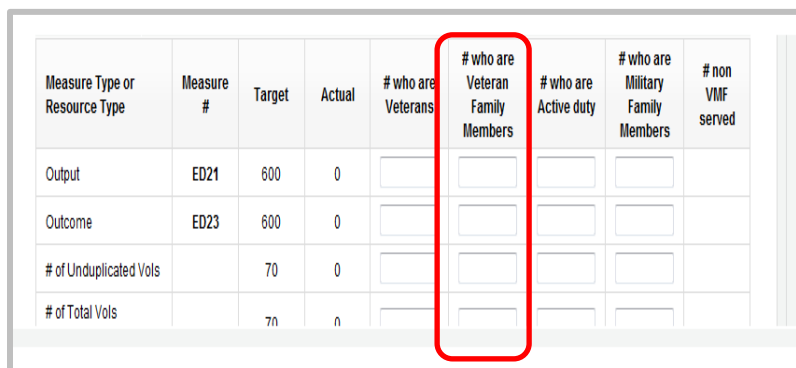 Measure Type or Resource Type Measure # Target Actual # who are Veterans # who are Veteran Family Members # who are Active duty # who are Military Family Members # non VMF served
Output ED21 600 0
Outcome ED23 600 0
# of Unduplicated Vols 70 0
# of Total Vols 70 0